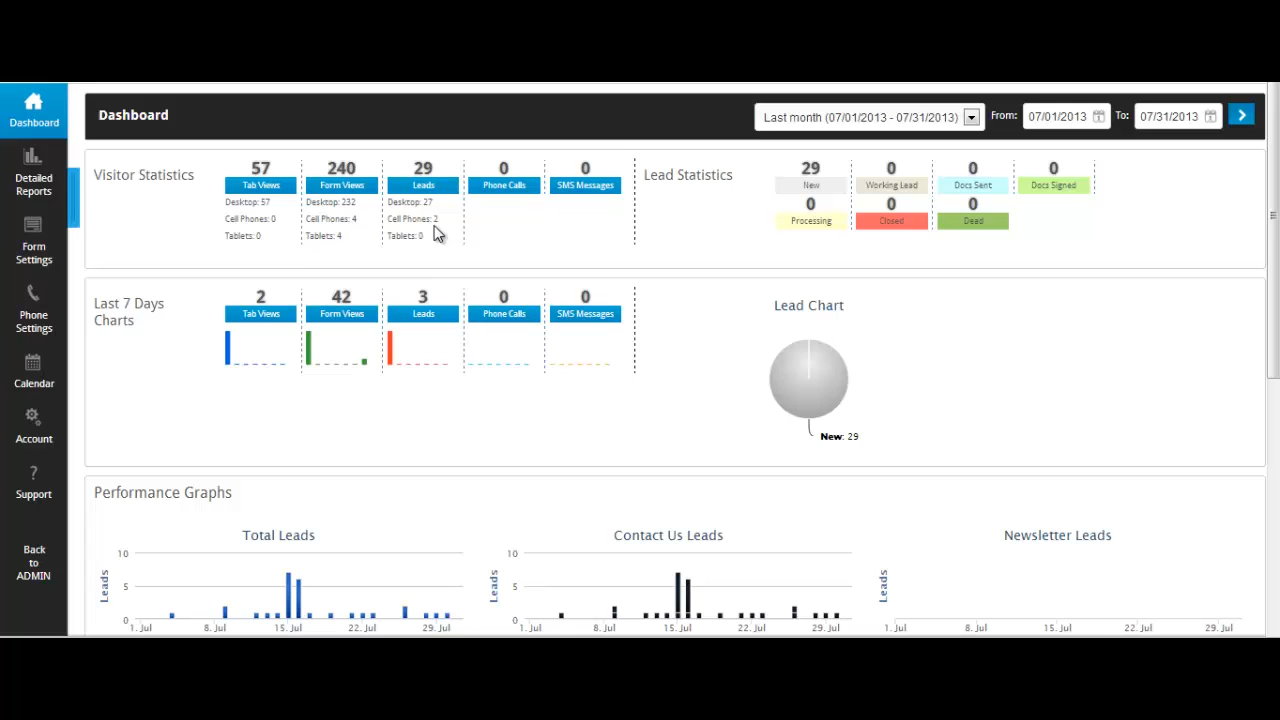 Dashboard
Detailed
Reports
Form
Settings
Phone
Settings
Calendar
Account
Support
Back
to
ADMIN
Dashboard
Last month (07/01/2013 - 07/31/2013)
From:
07/01/2013
To:
07/31/2013
Visitor Statistics
57
Tab Views
Desktop: 57
Cell Phones: 0
Tablets: 0
240
Form Views
Desktop: 232
Cell Phones: 4
Tablets: 4
29
Leads
Desktop: 27
Cell Phones: 2
Tablets: 0
0
Phone Calls
0
SMS Messages
Lead Statistics
29
New
0
Working Lead
0
Docs Sent
0
Docs Signed
0
Processing
0
Closed
0
Dead
Last 7 Days
Charts
2
Tab Views
42
Form Views
3
Leads
0
Phone Calls
0
SMS Messages
Lead Chart
New: 29
Performance Graphs
Total Leads
Leads
10
5
0
1. Jul
8. Jul
15. Jul
22. Jul
29. Jul
Contact Us Leads
Leads
10
5
0
1. Jul
8. Jul
15. Jul
22. Jul
29. Jul
Newsletter Leads
Leads
1. Jul
8. Jul
15. Jul
22. Jul
29. Jul